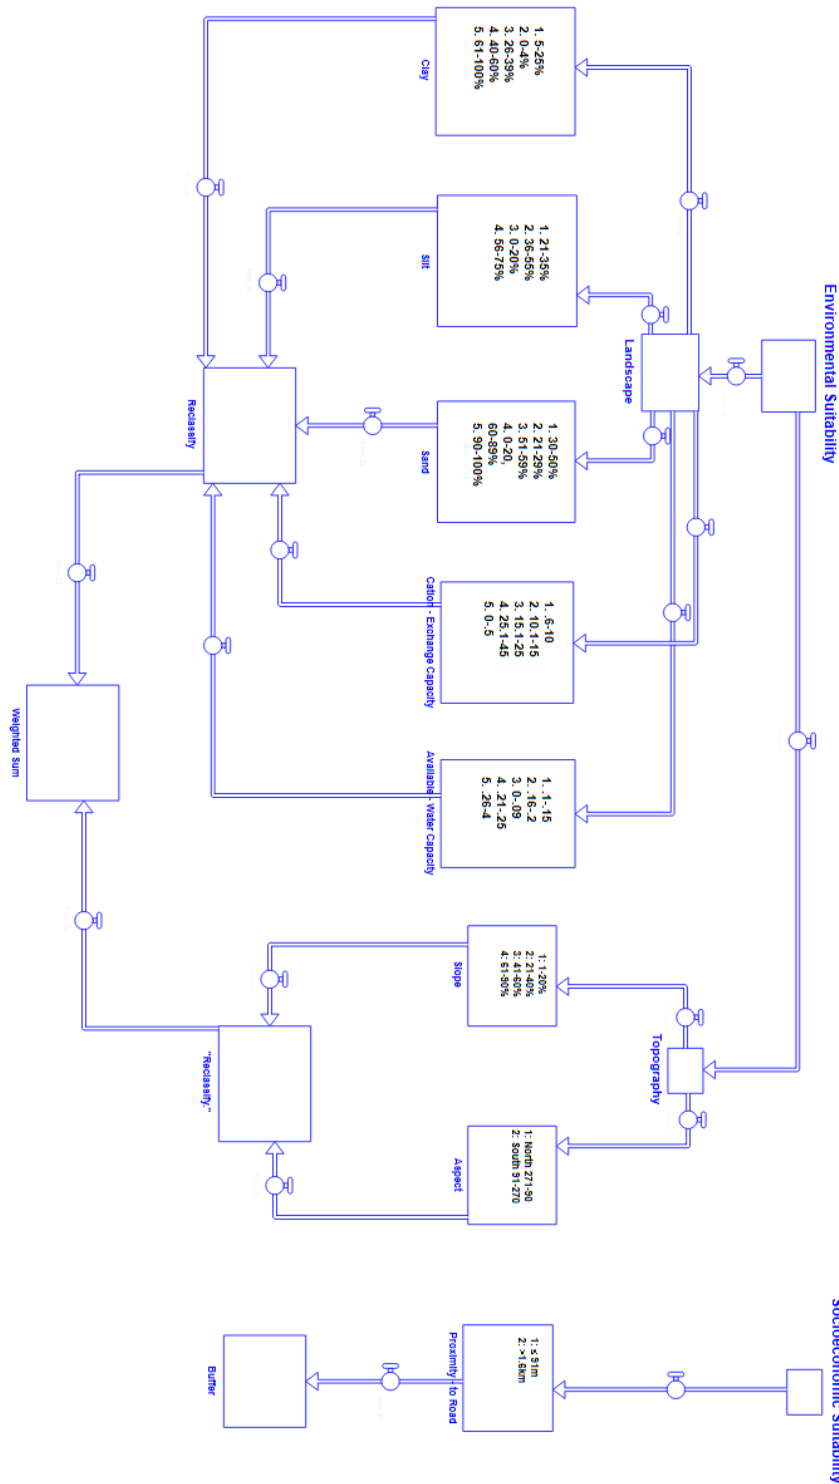 Environmental Suitability
Socioeconomic Suitability
Landscape
Topography
1. 5-25%
2. 0-4%
3. 26-39%
4. 40-60%
5. 61-100%
Clay
1. 21-35%
2. 36-55%
3. 0-20%
4. 56-75%
Silt
1. 30-50%
2. 21-29%
3. 51-59%
4. 0-20,
60-89%
5. 90-100%
Sand
1. .6-10
2. 10.1-15
3. 15.1-25
4. 25.1-45
5. 0-.5
Cation - Exchange Capacity
1. .1-.15
2. .16-.2
3. 0-.09
4. .21-.25
5. .26-4
Available - Water Capacity
1: 1-20%
2: 21-40%
3: 41-60%
4: 61-90%
Slope
1: North 271-90
2: South 91-270
Aspect
1: ≤ 91m
2: >1.6km
Proximity - to Road
Reclassify
"Reclassify."
Buffer
Weighted Sum